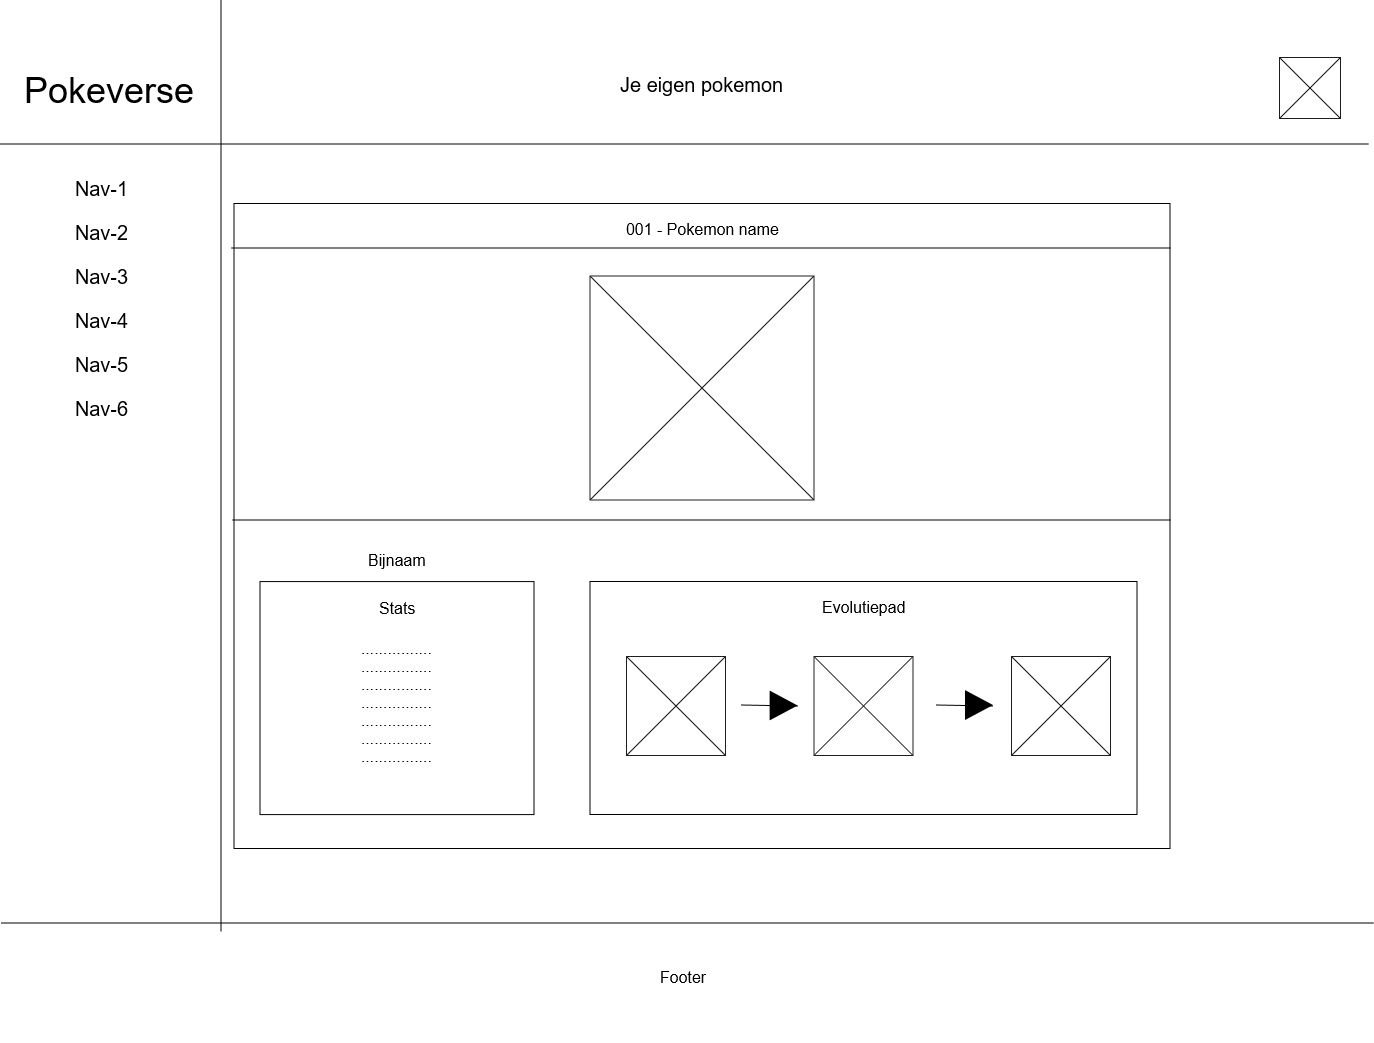 Pokeverse
Je eigen pokemon
Nav-1
Nav-2
Nav-3
Nav-4
Nav-5
Nav-6
001 - Pokemon name
Bijnaam
Stats
...............
...............
...............
...............
...............
...............
...............
Evolutiepad
Footer